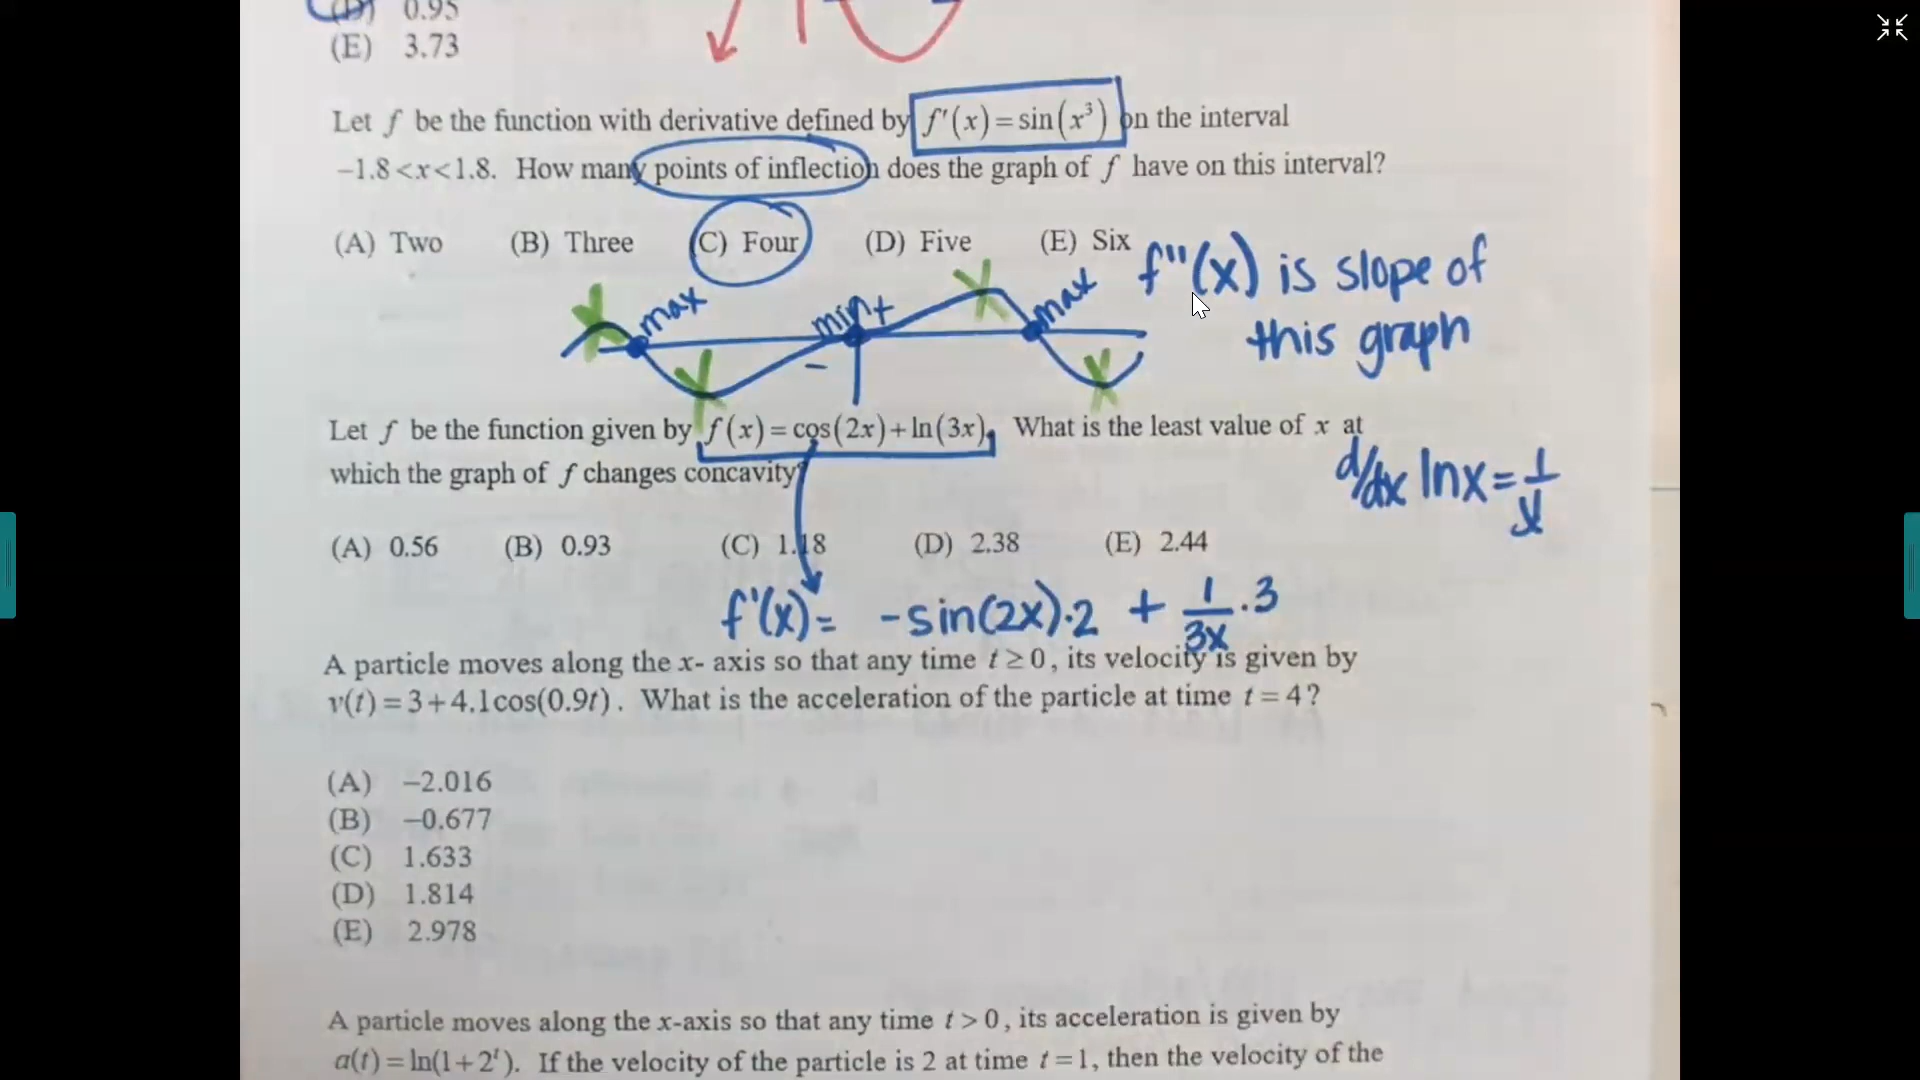 (D) 0.95
(E) 3.73
Let f be the function with derivative defined by f'(x)=sin(x³) on the interval
−1.8<x<1.8. How many points of inflection does the graph of f have on this interval?
(A) Two (B) Three (C) Four (D) Five (E) Six
f''(x) is slope of
this graph
max
min
+
max
−
Let f be the function given by f(x)=cos(2x)+ln(3x). What is the least value of x at
which the graph of f changes concavity?
d/dx lnx = 1/x
(A) 0.56 (B) 0.93 (C) 1.18 (D) 2.38 (E) 2.44
f'(x)= -sin(2x)·2 + 1/3x ·3
A particle moves along the x- axis so that any time t≥0, its velocity is given by
v(t)=3+4.1cos(0.9t). What is the acceleration of the particle at time t=4?
(A) −2.016
(B) −0.677
(C) 1.633
(D) 1.814
(E) 2.978
A particle moves along the x-axis so that any time t>0, its acceleration is given by
a(t)=ln(1+2ᵗ). If the velocity of the particle is 2 at time t=1, then the velocity of the